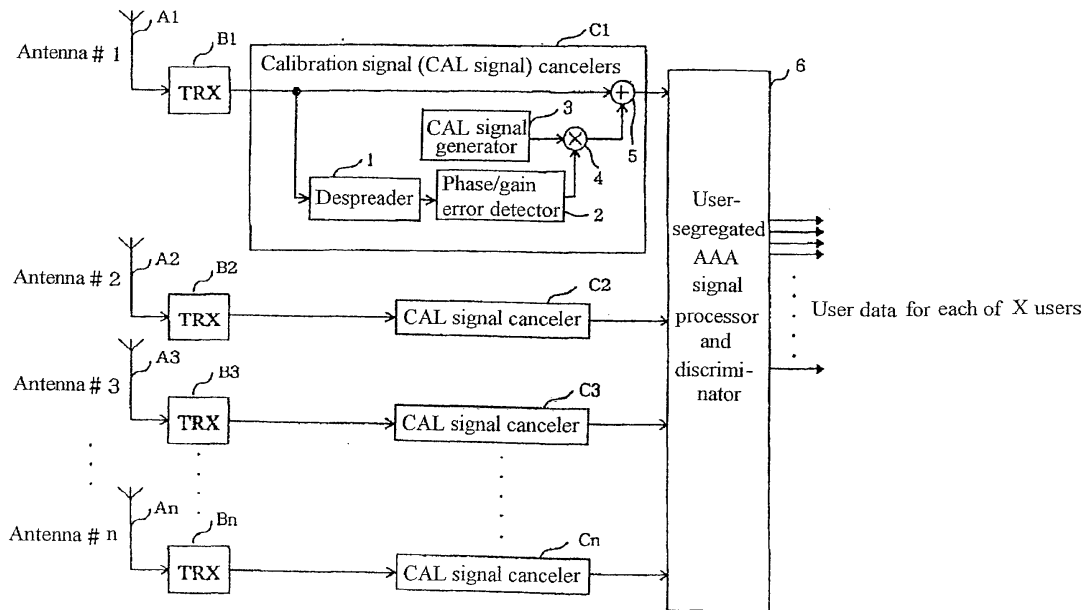 A1
Antenna # 1
B1
TRX
C1
Calibration signal (CAL signal) cancelers
3
CAL signal
generator
4
5
1
Despreader
Phase/gain
error detector
2
6
User-
segregated
AAA
signal
processor
and
discrimi-
nator
User data for each of X users
A2
Antenna # 2
B2
TRX
C2
CAL signal canceler
A3
Antenna # 3
B3
TRX
C3
CAL signal canceler
An
Antenna # n
Bn
TRX
Cn
CAL signal canceler